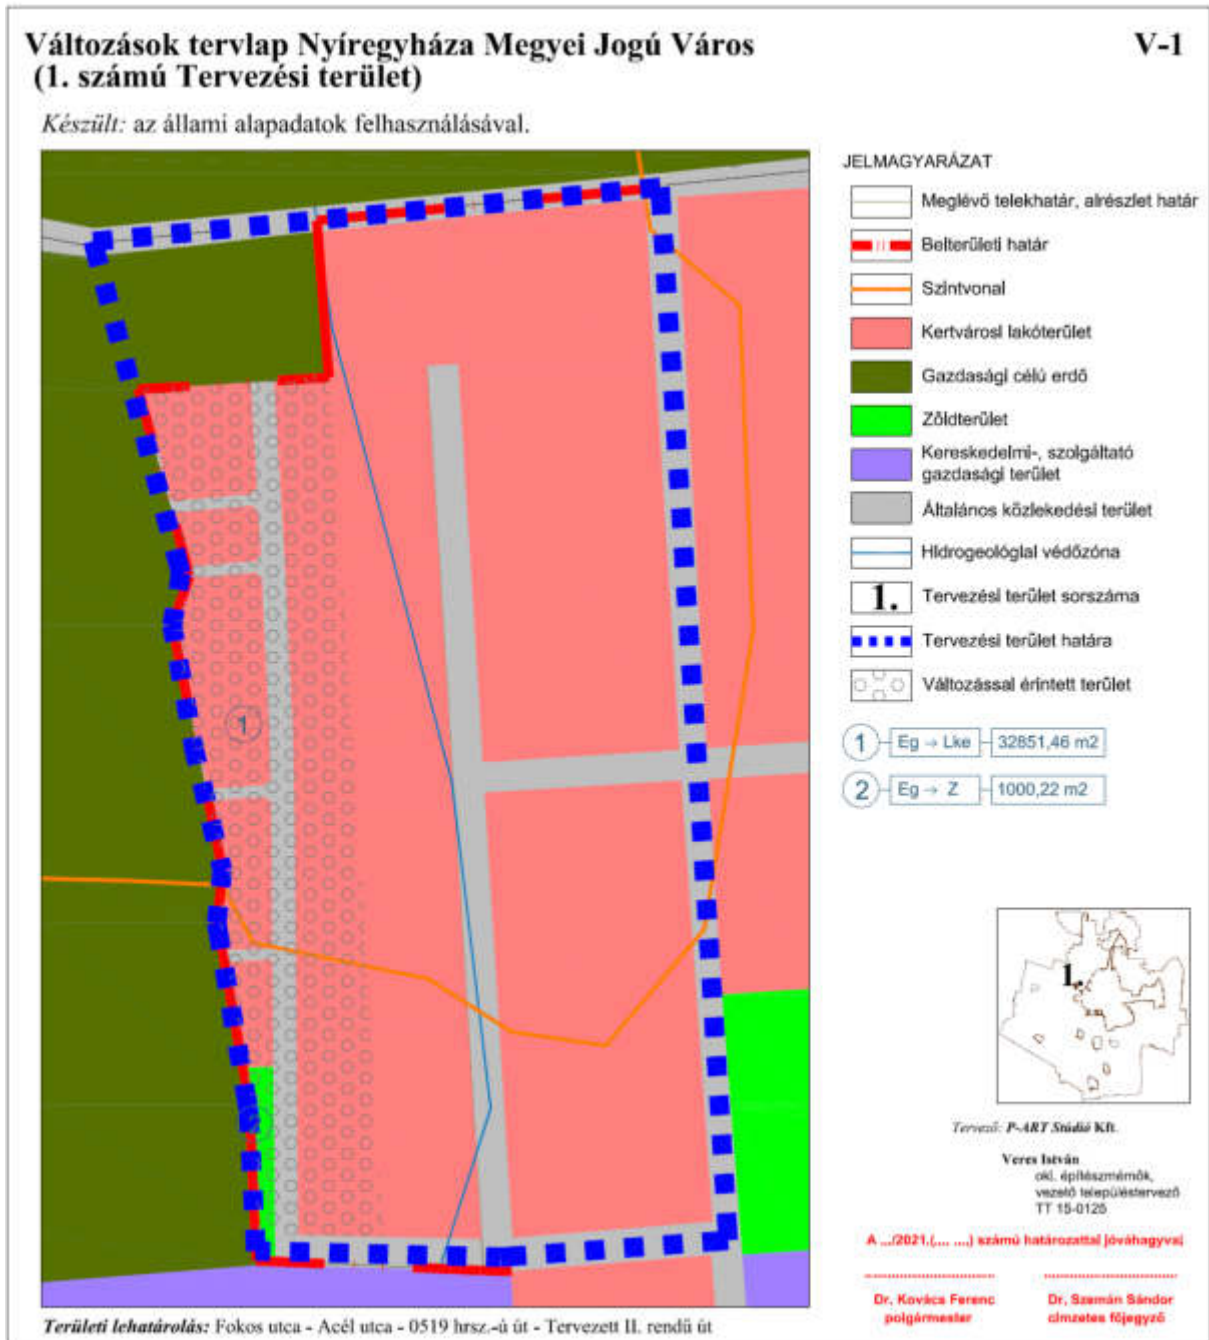 Változások tervlap Nyíregyháza Megyei Jogú Város
V-1
(1. számú Tervezési terület)
Készült: az állami alapadatok felhasználásával.
JELMAGYARÁZAT
Meglévő telekhatár, alrészlet határ
Belterületi határ
Szintvonal
Kertvárosi lakóterület
Gazdasági célú erdő
Zöldterület
Kereskedelmi-, szolgáltató
gazdasági terület
Általános közlekedési terület
Hidrogeológiai védőzóna
1. Tervezési terület sorszáma
Tervezési terület határa
Változással érintett terület
1 Eg → Lke 32851,46 m2
2 Eg → Z 1000,22 m2
1
1.
Tervező: P-ART Stúdió Kft.
Veres István
okl. építészmérnök,
vezető településtervező
TT 15-0125
A .../2021.(.... ....) számú határozattal jóváhagyva:
Dr. Kovács Ferenc
polgármester
Dr. Szemán Sándor
címzetes főjegyző
Területi lehatárolás: Fokos utca - Acél utca - 0519 hrsz.-ú út - Tervezett II. rendű út